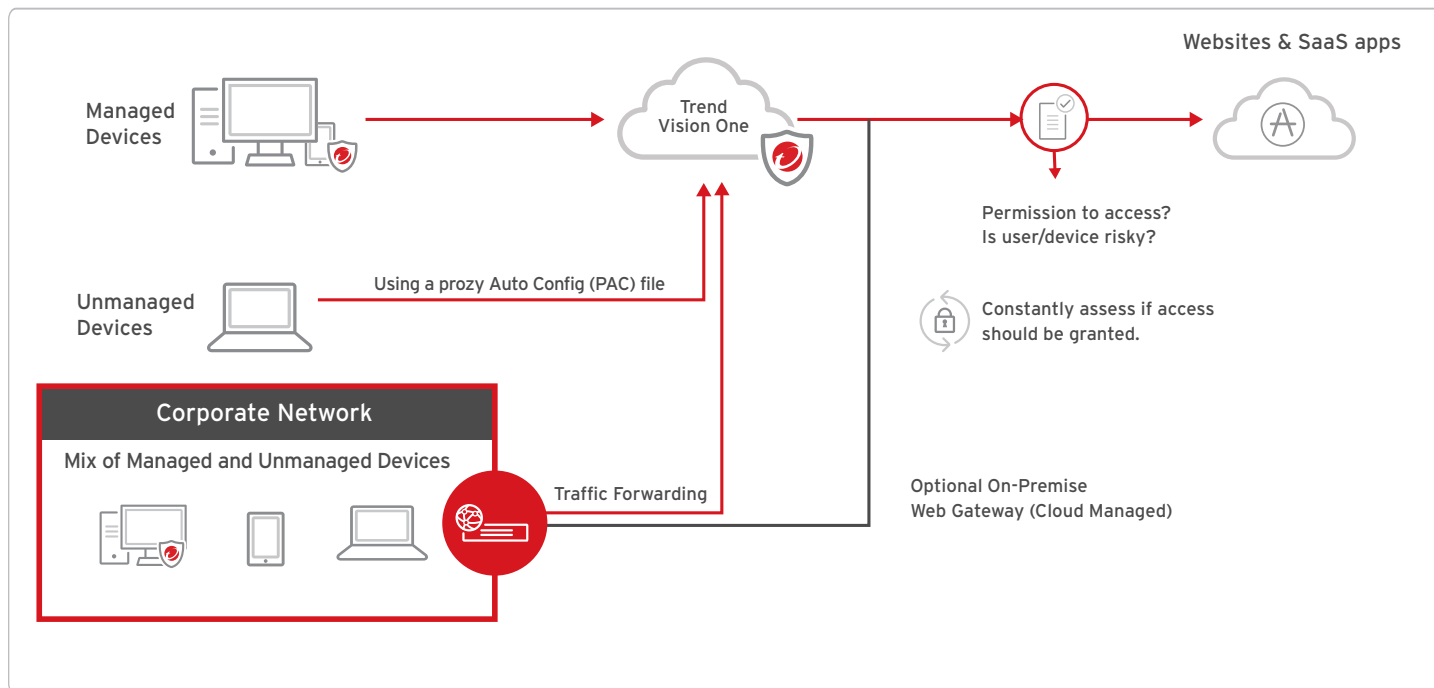 Websites & SaaS apps
Managed
Devices
Trend
Vision One
Permission to access?
Is user/device risky?
Using a prozy Auto Config (PAC) file
Unmanaged
Devices
Constantly assess if access
should be granted.
Corporate Network
Mix of Managed and Unmanaged Devices
Traffic Forwarding
Optional On-Premise
Web Gateway (Cloud Managed)